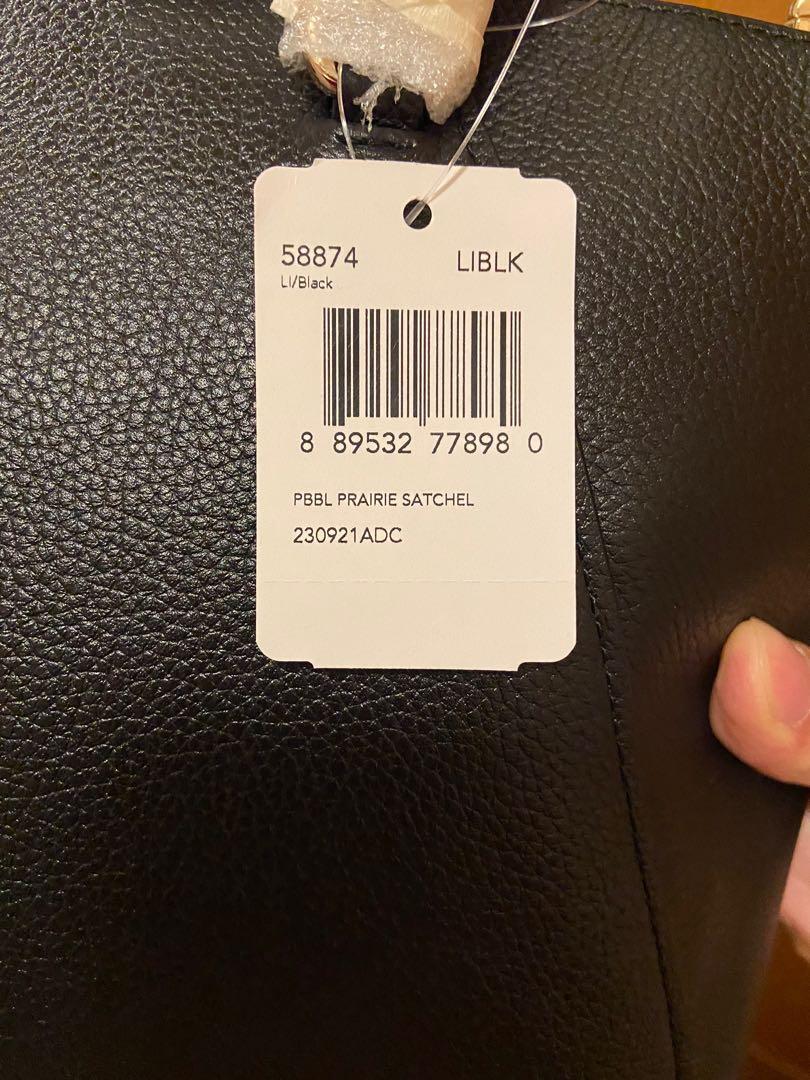 58874 LIBLK
LI/Black
8 89532 77898 0
PBBL PRAIRIE SATCHEL
230921ADC